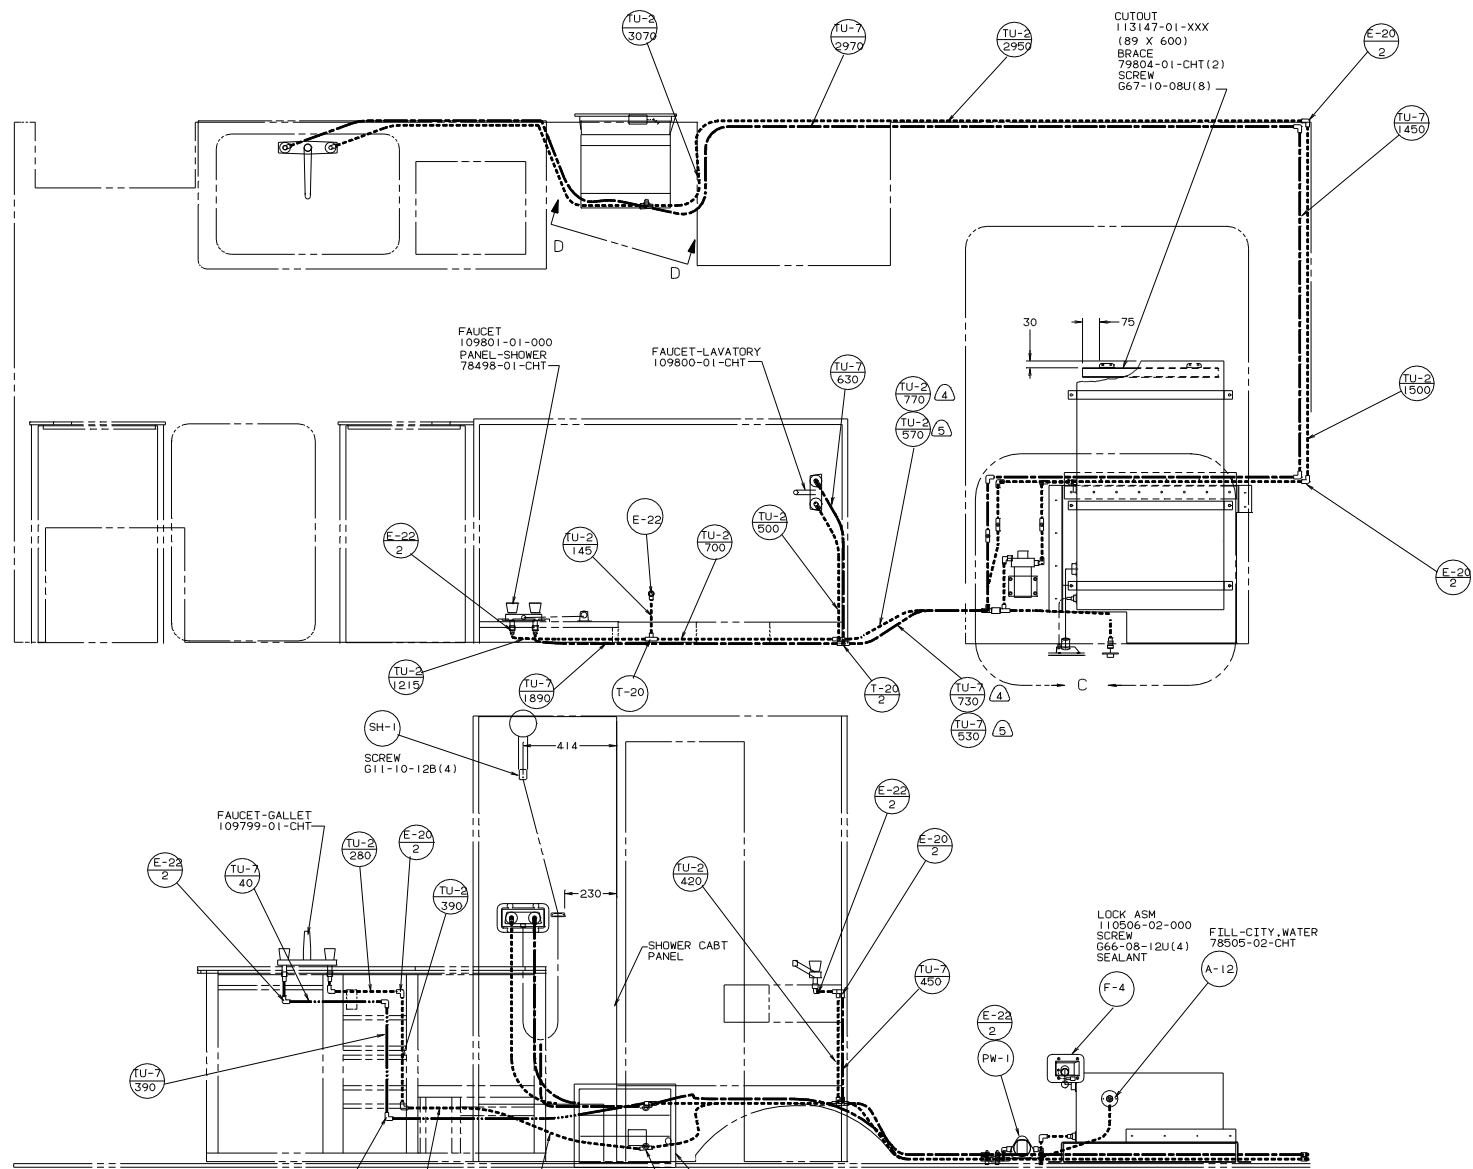 TU-2
3070
TU-7
2970
TU-2
2950
CUTOUT
113147-01-XXX
(89 X 600)
BRACE
79804-01-CHT(2)
SCREW
G67-10-08U(8)
E-20
2
TU-7
1450
D
D
FAUCET
109801-01-000
PANEL-SHOWER
78498-01-CHT
FAUCET-LAVATORY
109800-01-CHT
TU-7
630
TU-2
770
4
TU-2
570
5
30
75
TU-2
1500
E-22
2
TU-2
145
E-22
TU-2
700
TU-2
500
E-20
2
TU-2
1215
TU-7
1890
T-20
T-20
2
TU-7
730
4
TU-7
530
5
C
SH-1
SCREW
G11-10-12B(4)
414
FAUCET-GALLET
109799-01-CHT
E-22
2
TU-7
40
TU-2
280
E-20
2
TU-2
390
230
TU-2
420
E-22
2
E-20
2
SHOWER CABT
PANEL
TU-7
450
LOCK ASM
110506-02-000
SCREW
G66-08-12U(4)
SEALANT
FILL-CITY,WATER
78505-02-CHT
A-12
F-4
E-22
2
PW-1
TU-7
390